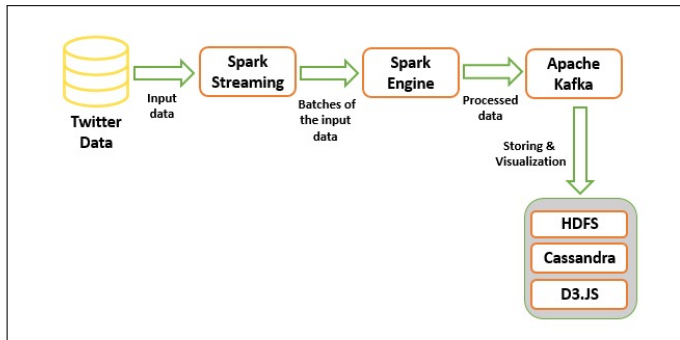 Twitter
Data
Input
data
Spark
Streaming
Batches of
the input
data
Spark
Engine
Processed
data
Apache
Kafka
Storing &
Visualization
HDFS
Cassandra
D3.JS